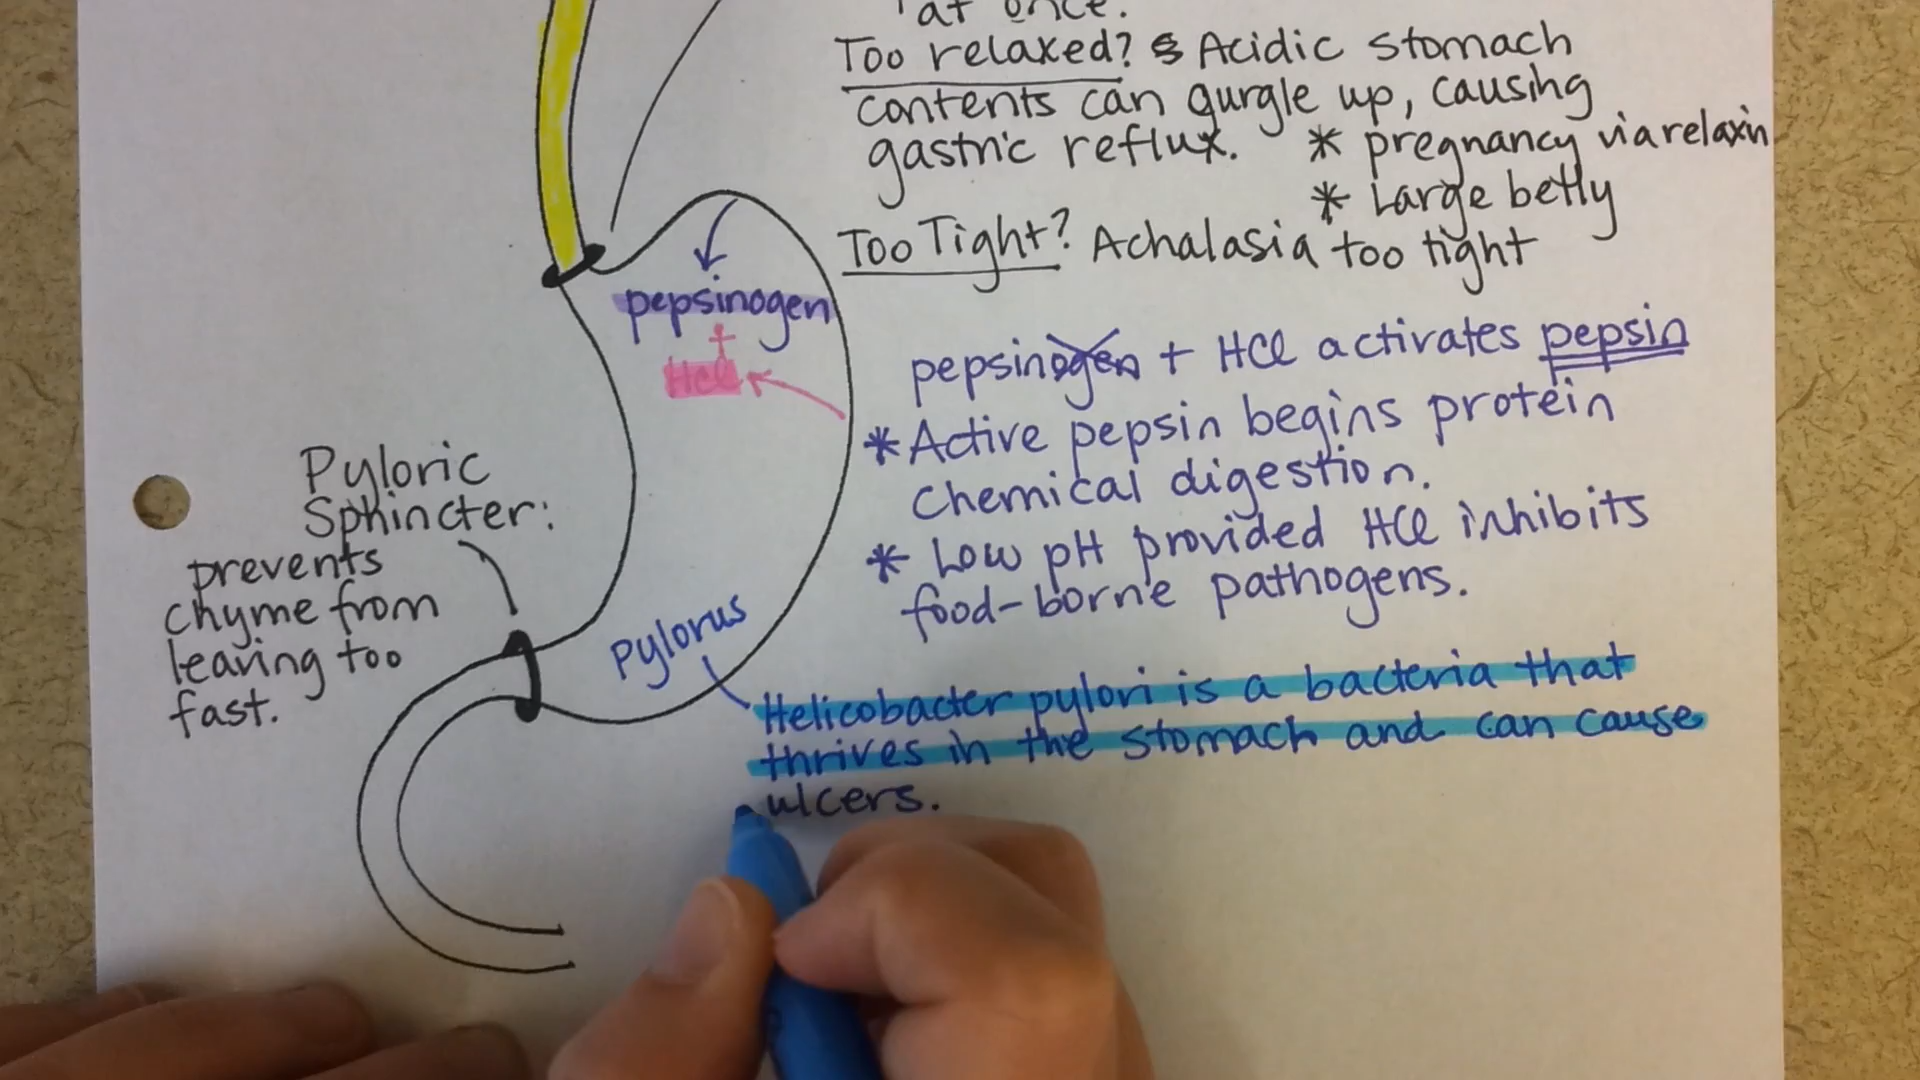 at once.
Too relaxed? Acidic stomach
contents can gurgle up, causing
gastric reflux. * pregnancy via relaxin
* Large belly
Too Tight? Achalasia too tight
pepsinogen
+
HCl
pepsinogen + HCl activates pepsin
* Active pepsin begins protein
chemical digestion.
* Low pH provided HCl inhibits
food-borne pathogens.
Pyloric
Sphincter:
prevents
chyme from
leaving too
fast.
pylorus
Helicobacter pylori is a bacteria that
thrives in the stomach and can cause
ulcers.